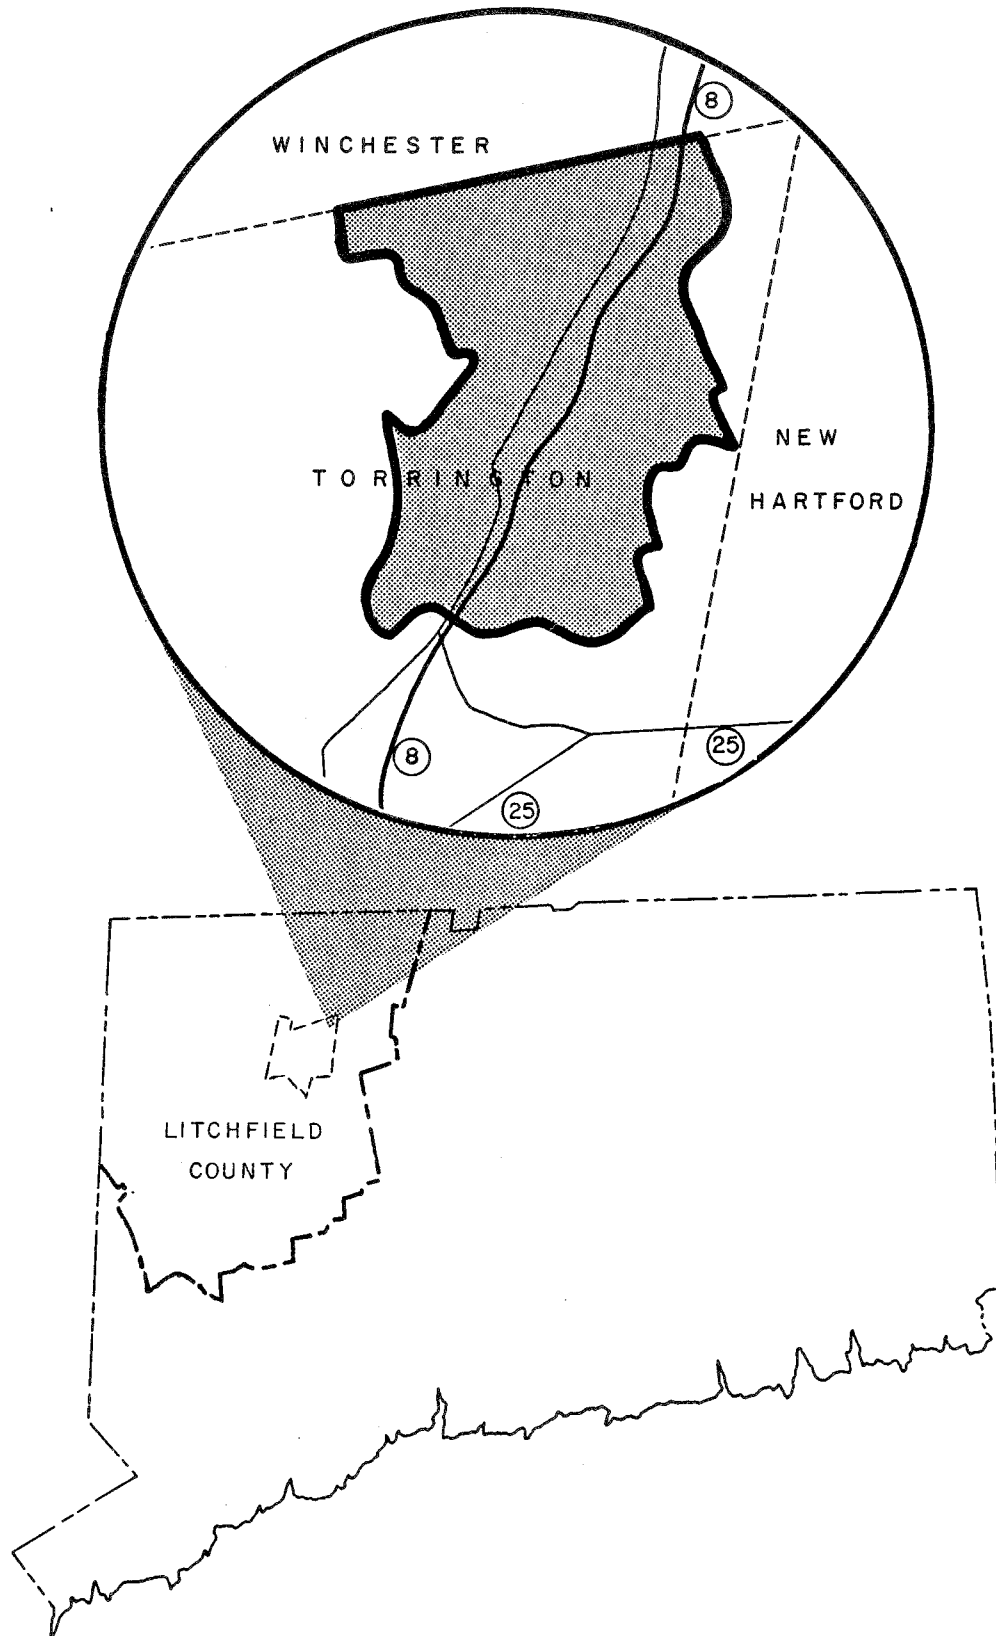 8
WINCHESTER
NEW
TORRINGTON
HARTFORD
25
8
25
LITCHFIELD
COUNTY